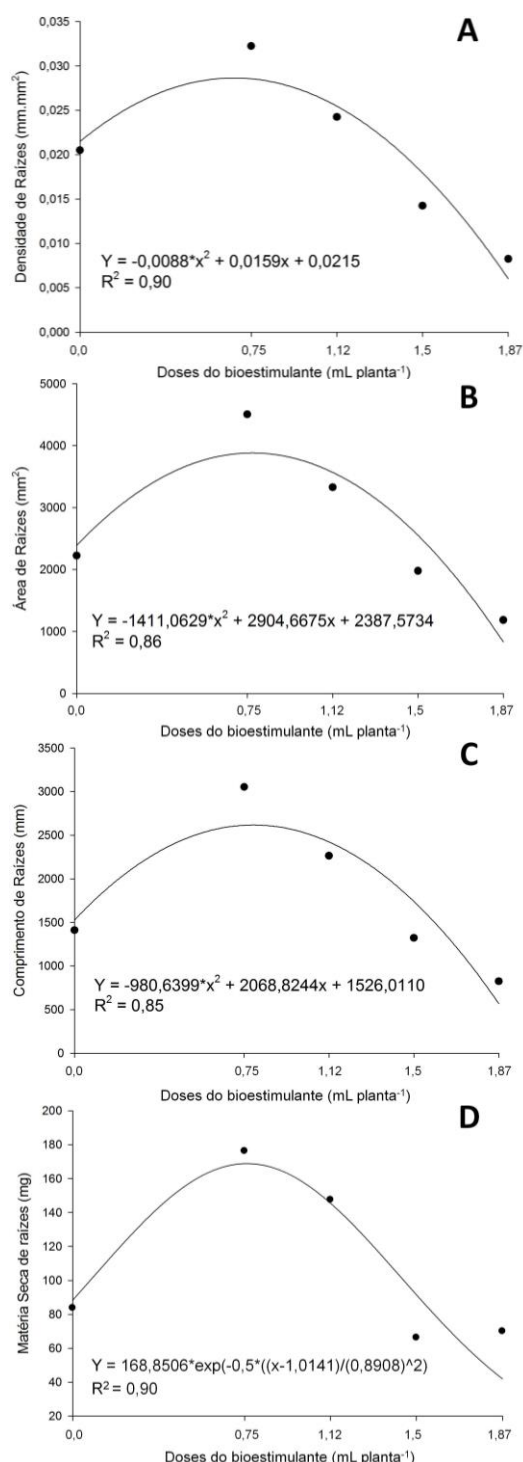 A
0,035
0,030
0,025
0,020
0,015
0,010
0,005
0,000
Densidade de Raízes (mm.mm²)
Y = -0,0088*x² + 0,0159x + 0,0215
R² = 0,90
0,0 0,75 1,12 1,5 1,87
Doses do bioestimulante (mL planta⁻¹)
B
5000
4000
3000
2000
1000
0
Área de Raízes (mm²)
Y = -1411,0629*x² + 2904,6675x + 2387,5734
R² = 0,86
0,0 0,75 1,12 1,5 1,87
Doses do bioestimulante (mL planta⁻¹)
C
3500
3000
2500
2000
1500
1000
500
0
Comprimento de Raízes (mm)
Y = -980,6399*x² + 2068,8244x + 1526,0110
R² = 0,85
0,0 0,75 1,12 1,5 1,87
Doses do bioestimulante (mL planta⁻¹)
D
200
180
160
140
120
100
80
60
40
20
Matéria Seca de raízes (mg)
Y = 168,8506*exp(-0,5*((x-1,0141)/(0,8908)^2)
R² = 0,90
0,0 0,75 1,12 1,5 1,87
Doses do bioestimulante (mL planta⁻¹)